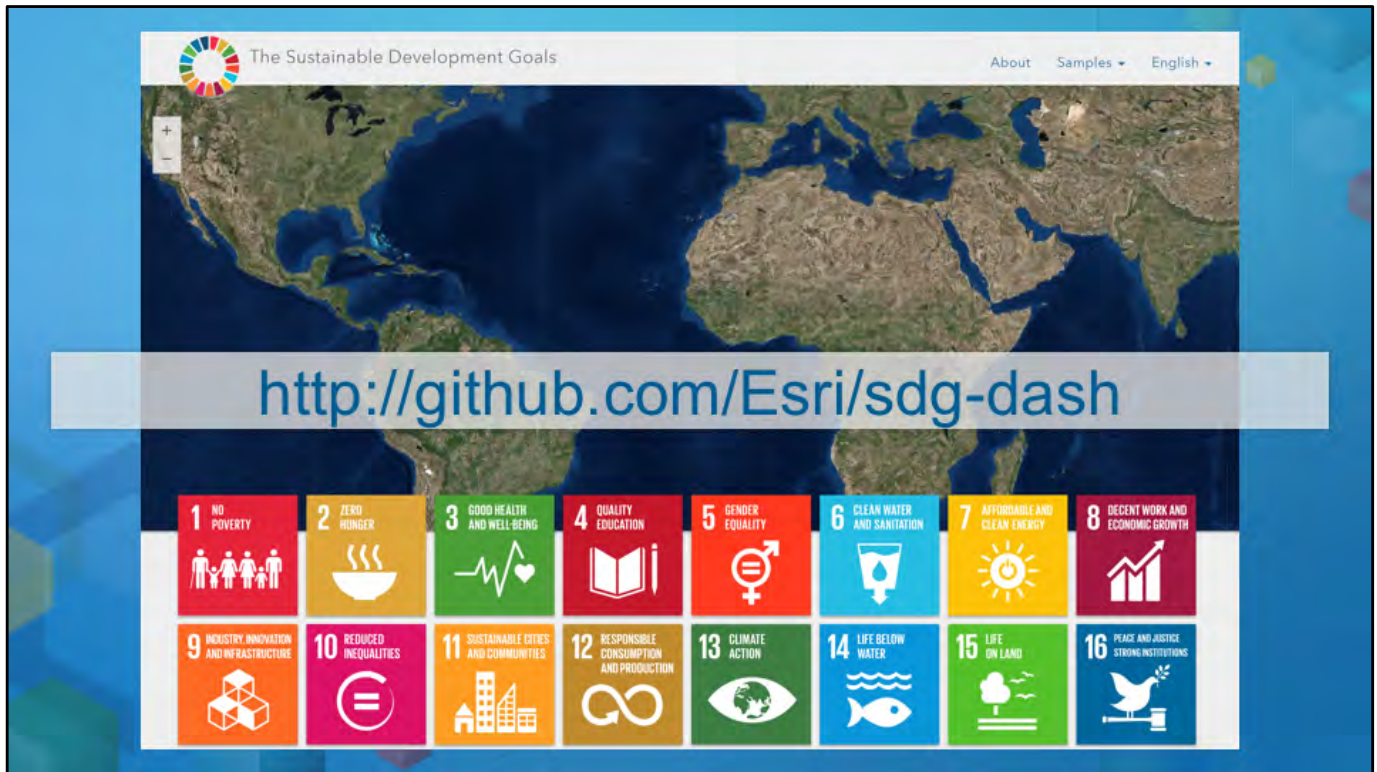 The Sustainable Development Goals
About Samples English
+
−
http://github.com/Esri/sdg-dash
1 NO
POVERTY
2 ZERO
HUNGER
3 GOOD HEALTH
AND WELL-BEING
4 QUALITY
EDUCATION
5 GENDER
EQUALITY
6 CLEAN WATER
AND SANITATION
7 AFFORDABLE AND
CLEAN ENERGY
8 DECENT WORK AND
ECONOMIC GROWTH
9 INDUSTRY, INNOVATION
AND INFRASTRUCTURE
10 REDUCED
INEQUALITIES
11 SUSTAINABLE CITIES
AND COMMUNITIES
12 RESPONSIBLE
CONSUMPTION
AND PRODUCTION
13 CLIMATE
ACTION
14 LIFE BELOW
WATER
15 LIFE
ON LAND
16 PEACE AND JUSTICE
STRONG INSTITUTIONS